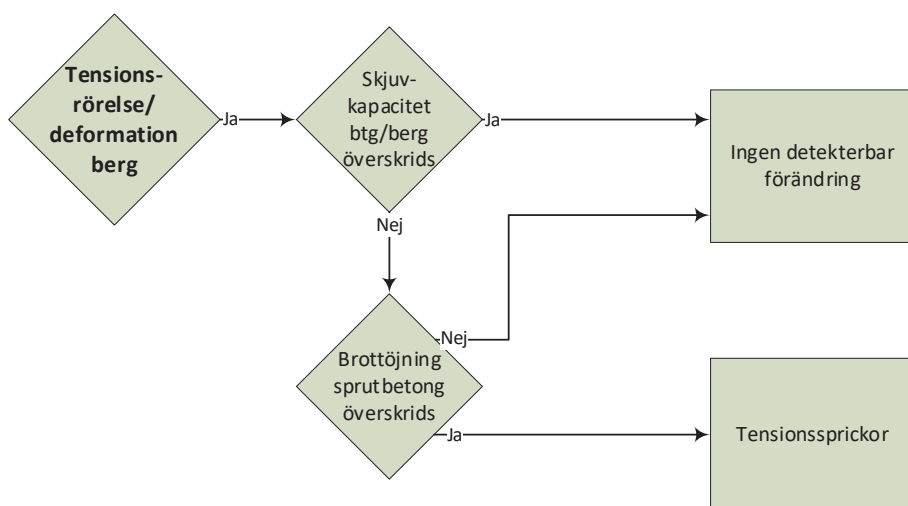 Tensions-
rörelse/
deformation
berg
Ja
Skjuv-
kapacitet
btg/berg
överskrids
Ja
Ingen detekterbar
förändring
Nej
Brottöjning
sprutbetong
överskrids
Nej
Ja
Tensionssprickor